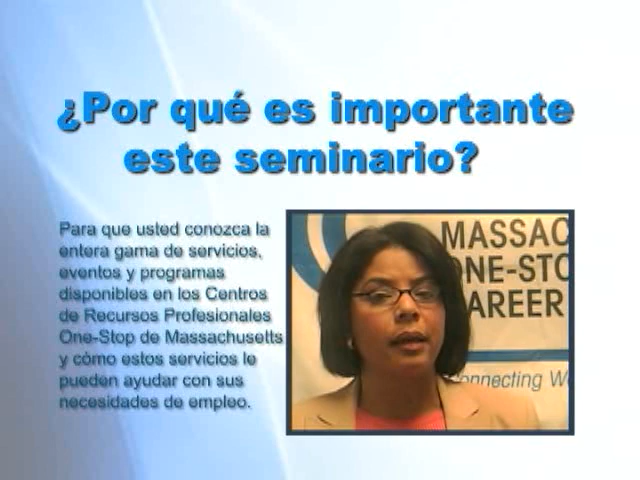 ¿Por qué es importante
este seminario?
Para que usted conozca la
entera gama de servicios,
eventos y programas
disponibles en los Centros
de Recursos Profesionales
One-Stop de Massachusetts
y cómo estos servicios le
pueden ayudar con sus
necesidades de empleo.
MASSAC
ONE-STO
AREER
onnecting W